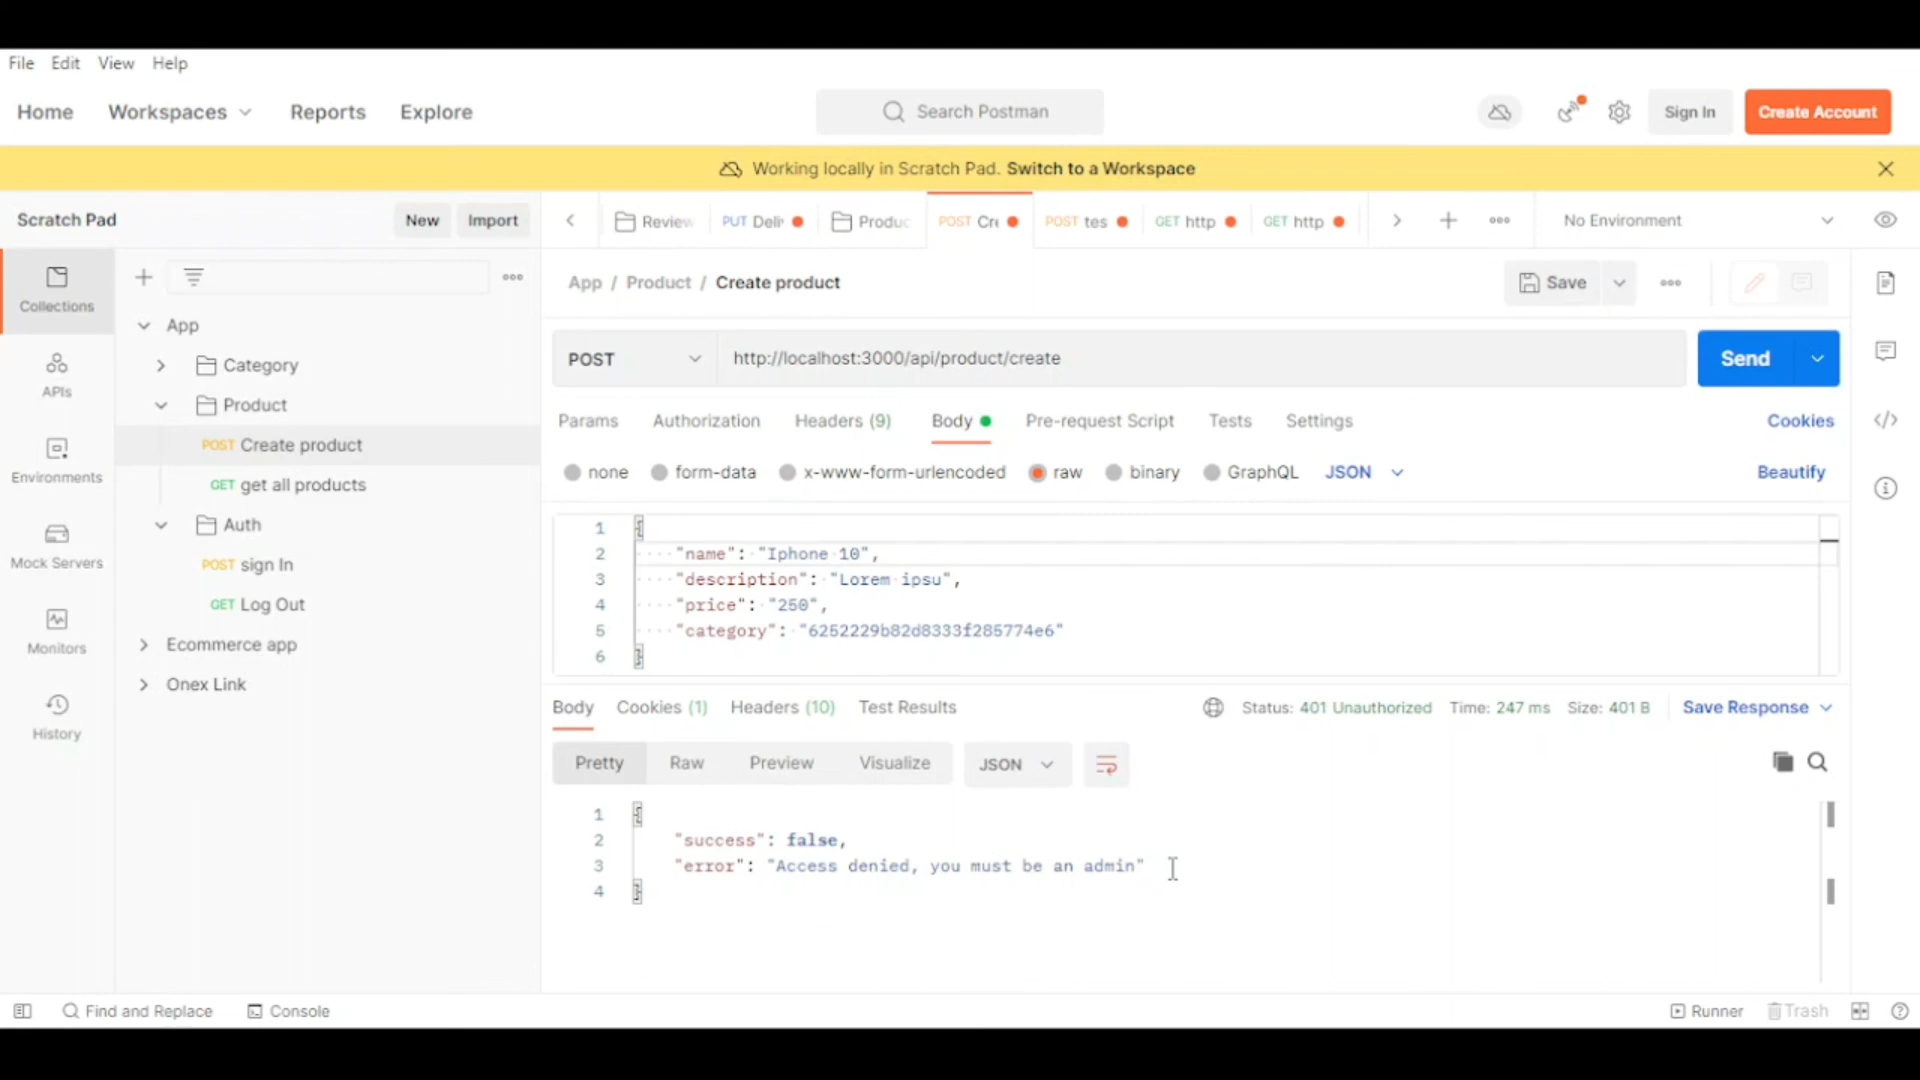 File Edit View Help
Home Workspaces Reports Explore Search Postman Sign In Create Account
Working locally in Scratch Pad. Switch to a Workspace
Scratch Pad New Import
Review PUT Deliv Produc POST Cre POST tes GET http GET http No Environment
Collections
APIs
Environments
Mock Servers
Monitors
History
App
Category
Product
POST Create product
GET get all products
Auth
POST sign In
GET Log Out
Ecommerce app
Onex Link
App / Product / Create product Save
POST http://localhost:3000/api/product/create Send
Params Authorization Headers (9) Body Pre-request Script Tests Settings Cookies
none form-data x-www-form-urlencoded raw binary GraphQL JSON Beautify
1 {
2 "name": "Iphone 10",
3 "description": "Lorem ipsu",
4 "price": "250",
5 "category": "6252229b82d8333f285774e6"
6 }
Body Cookies (1) Headers (10) Test Results Status: 401 Unauthorized Time: 247 ms Size: 401 B Save Response
Pretty Raw Preview Visualize JSON
1 {
2 "success": false,
3 "error": "Access denied, you must be an admin"
4 }
Find and Replace Console Runner Trash